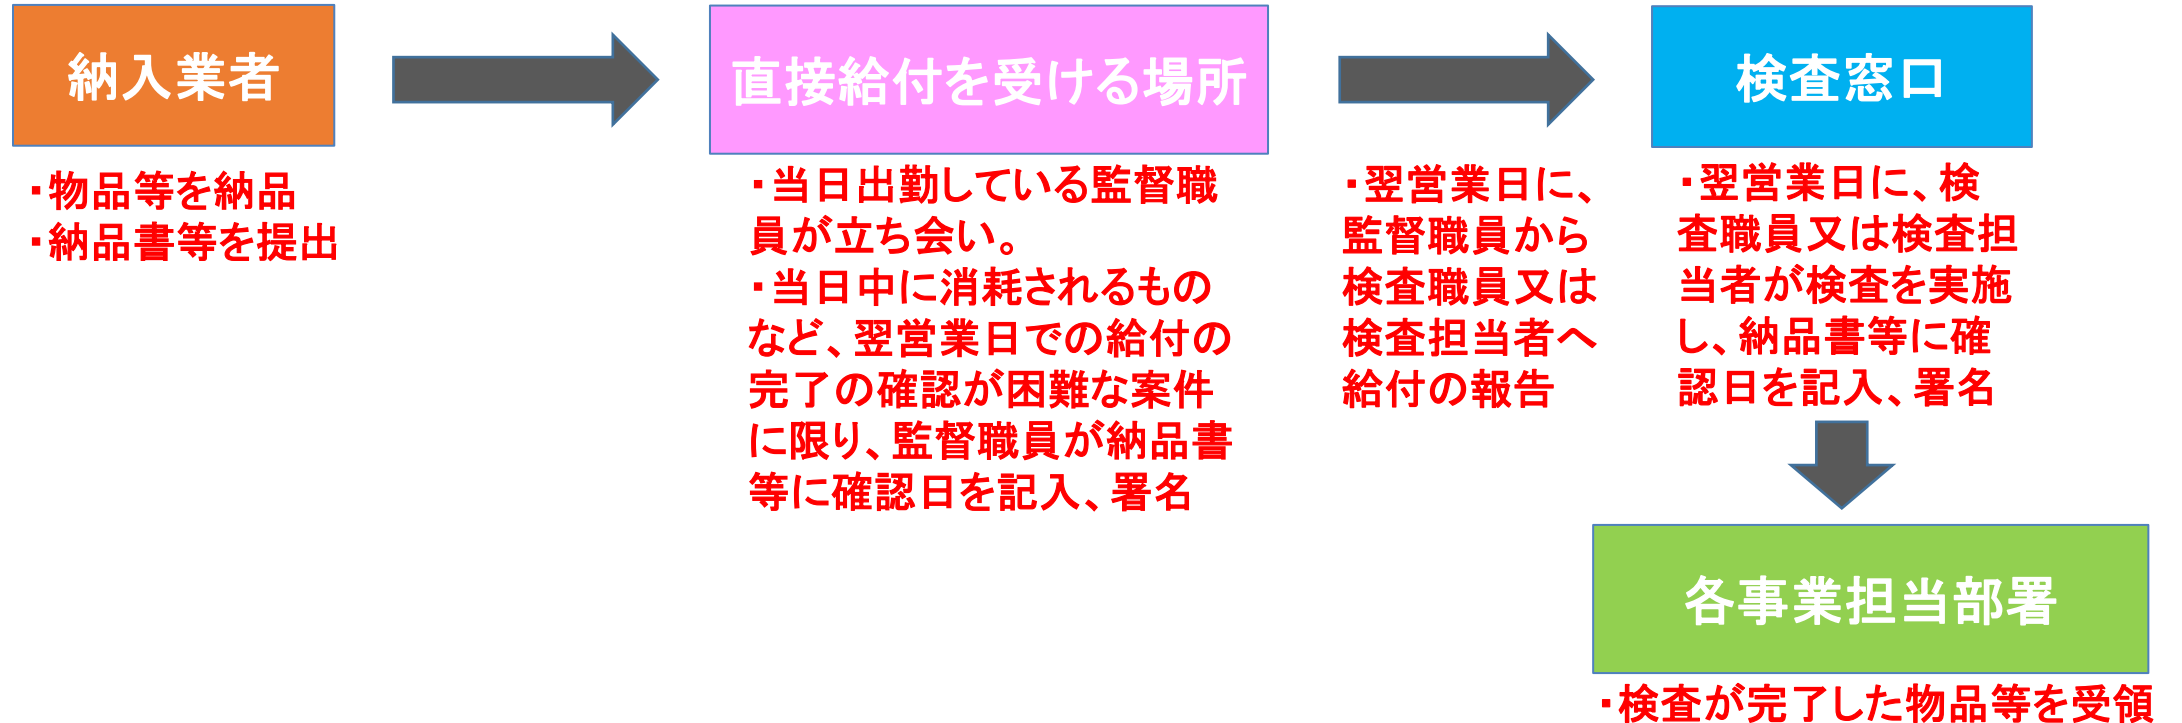 納入業者
・物品等を納品
・納品書等を提出
直接給付を受ける場所
・当日出勤している監督職
員が立ち会い。
・当日中に消耗されるもの
など、翌営業日での給付の
完了の確認が困難な案件
に限り、監督職員が納品書
等に確認日を記入、署名
・翌営業日に、
監督職員から
検査職員又は
検査担当者へ
給付の報告
検査窓口
・翌営業日に、検
査職員又は検査担
当者が検査を実施
し、納品書等に確
認日を記入、署名
各事業担当部署
・検査が完了した物品等を受領